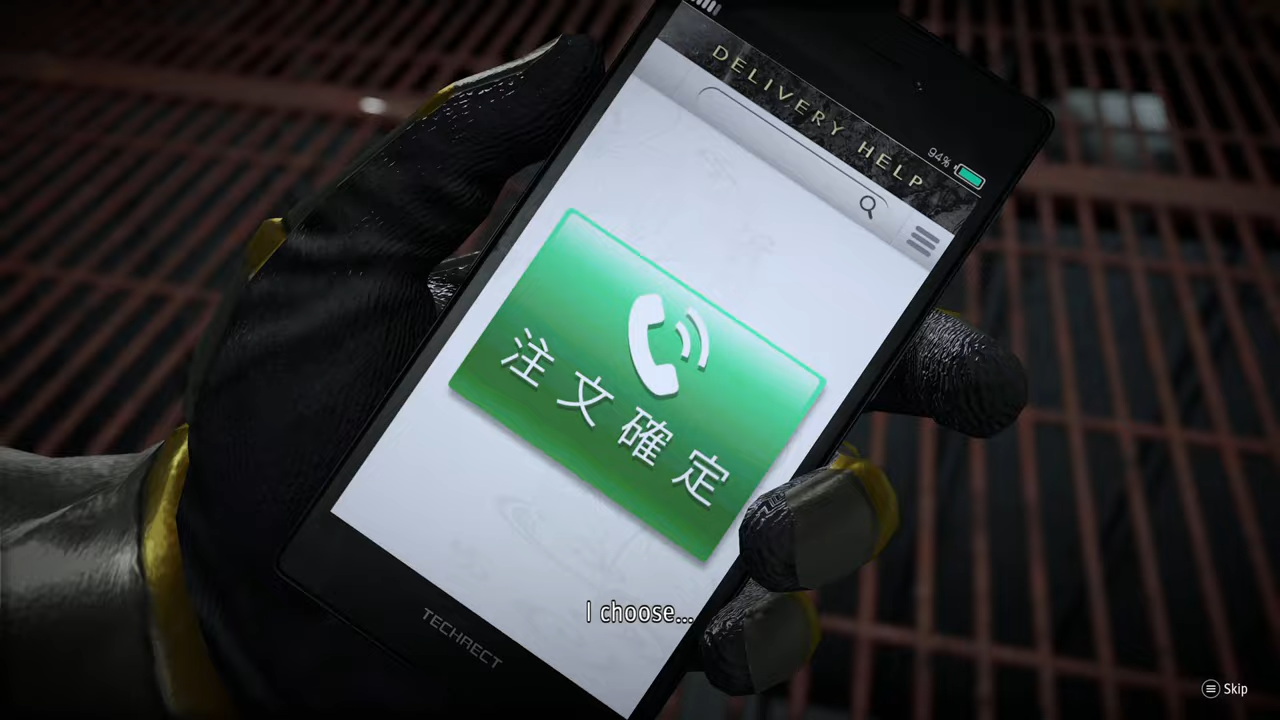 DELIVERY HELP
94%
注文確定
I choose...
TECHRECT
Skip